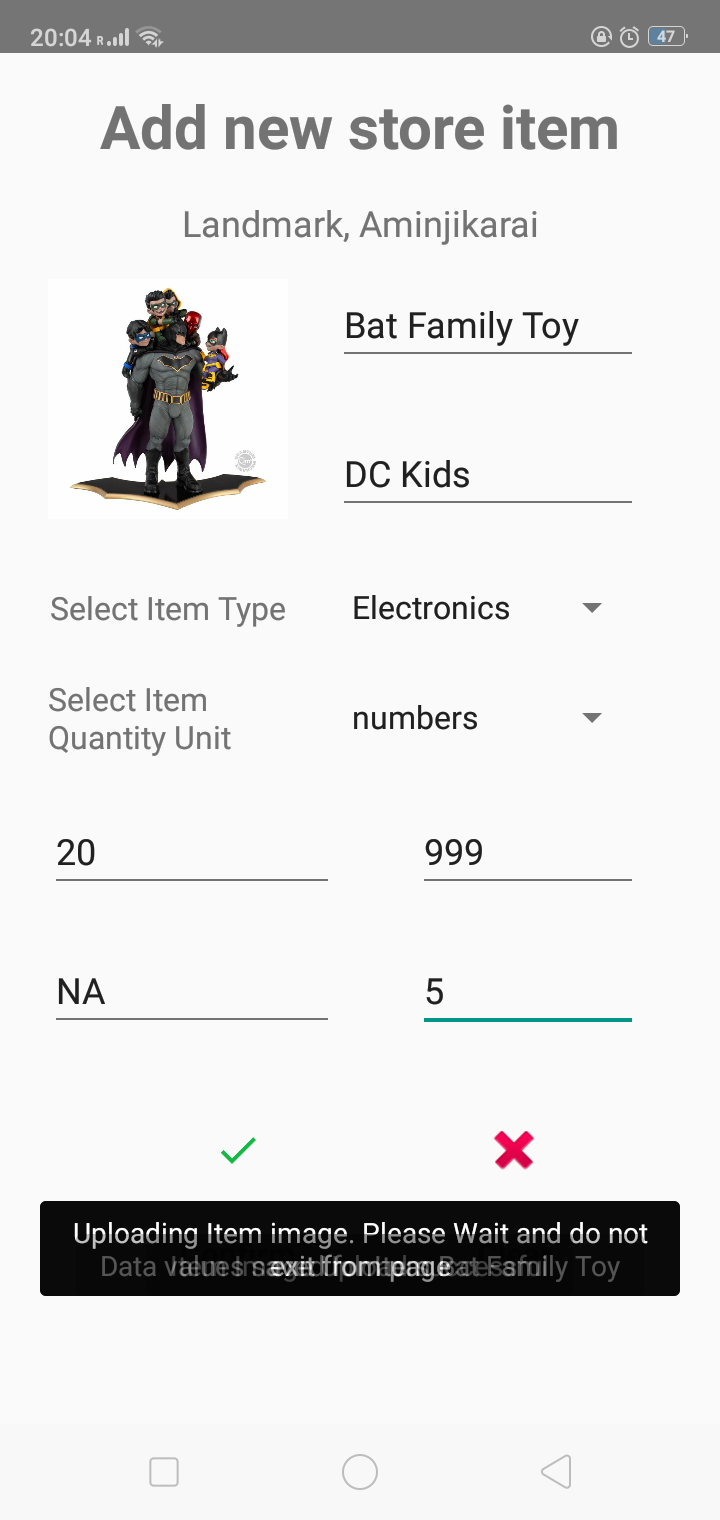 20:04 R 47
Add new store item
Landmark, Aminjikarai
Bat Family Toy
DC Kids
Select Item Type Electronics
Select Item
Quantity Unit
numbers
20 999
NA 5
Uploading Item image. Please Wait and do not
exit from page
Data values saved for item Bat Family Toy